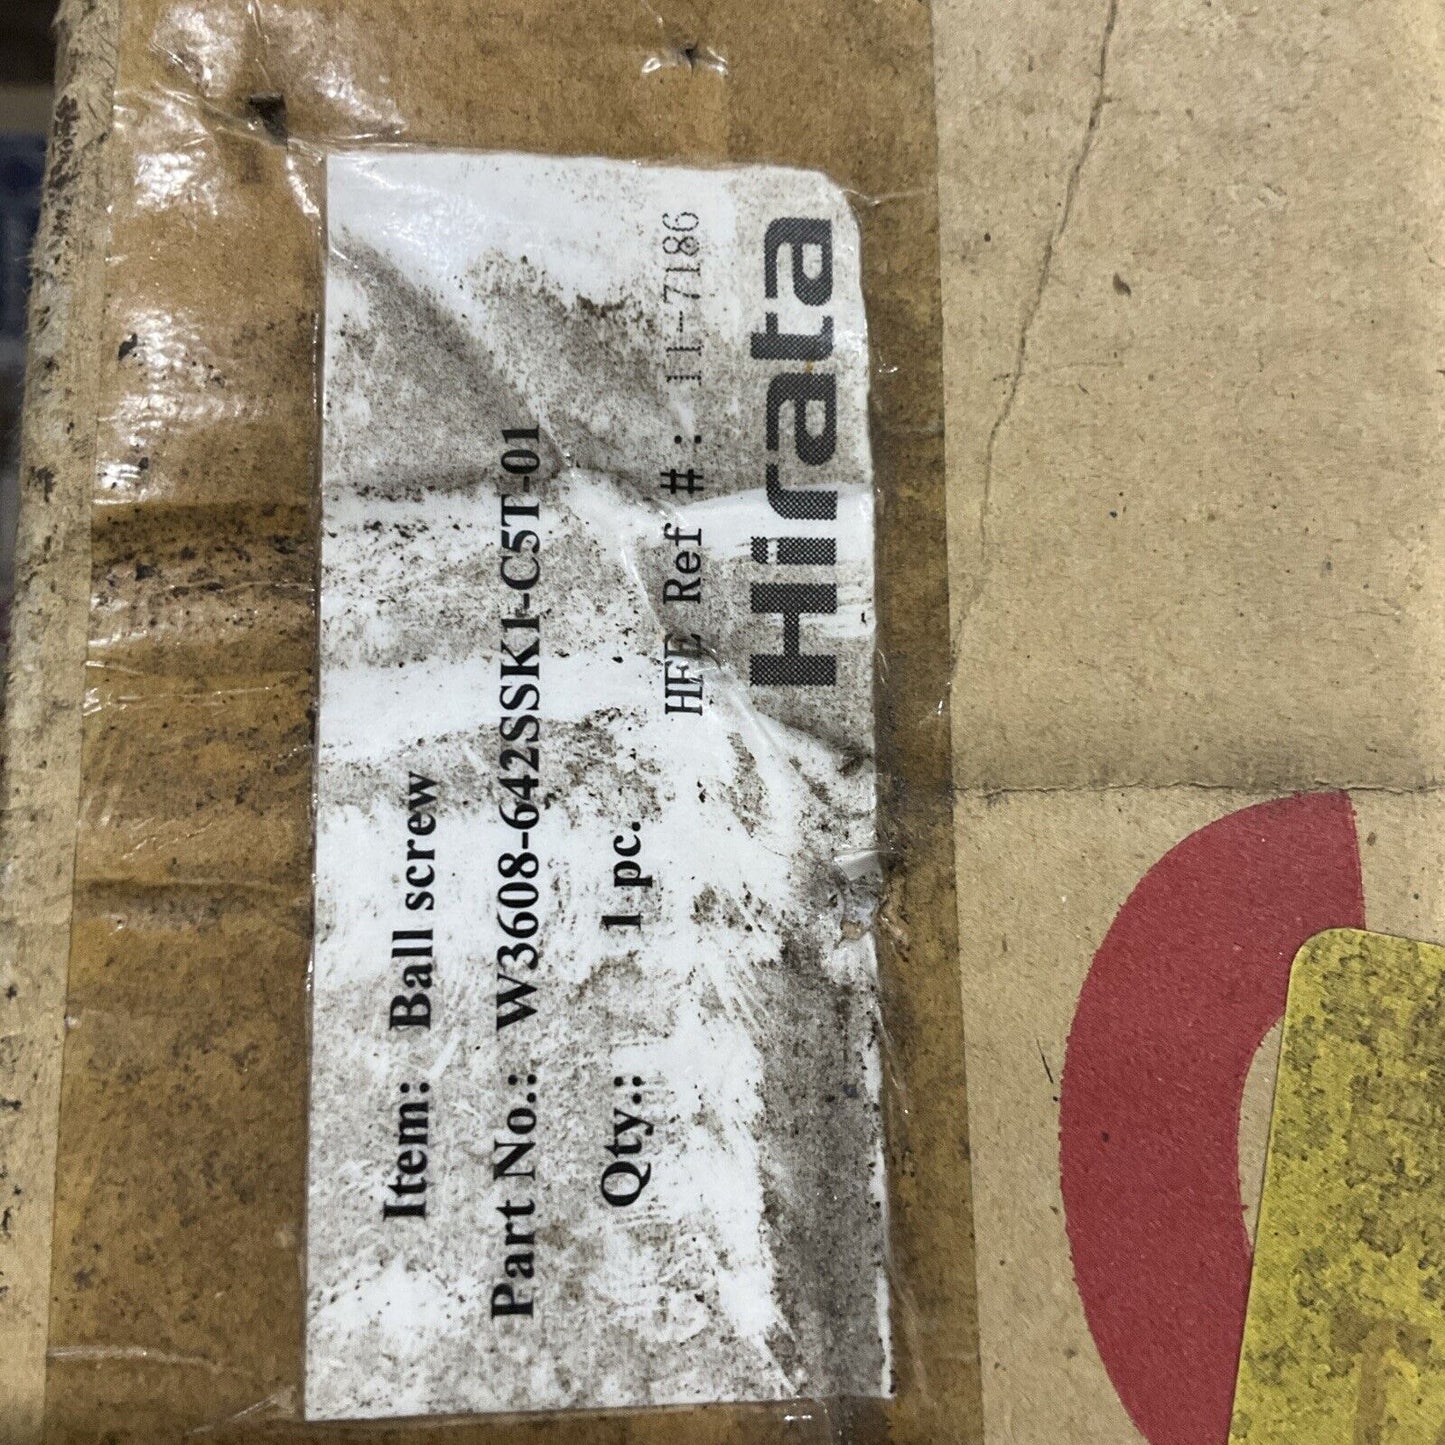 Item: Ball screw
Part No.: W3608-642SSK1-C5T-01
Qty.: 1 pc.
HFE Ref #: 11-7186
Hirata